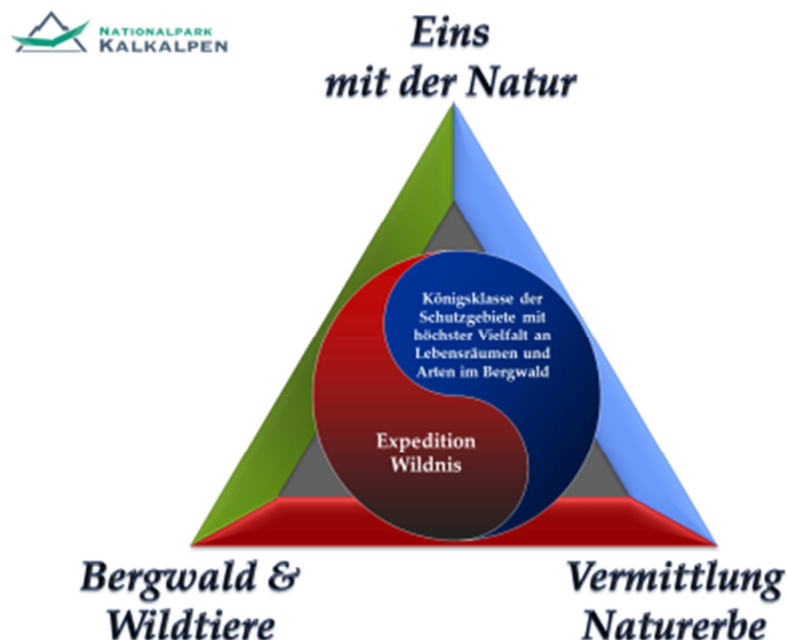 NATIONALPARK
KALKALPEN
Eins
mit der Natur
Königsklasse der
Schutzgebiete mit
höchster Vielfalt an
Lebensräumen und
Arten im Bergwald
Expedition
Wildnis
Bergwald &
Wildtiere
Vermittlung
Naturerbe